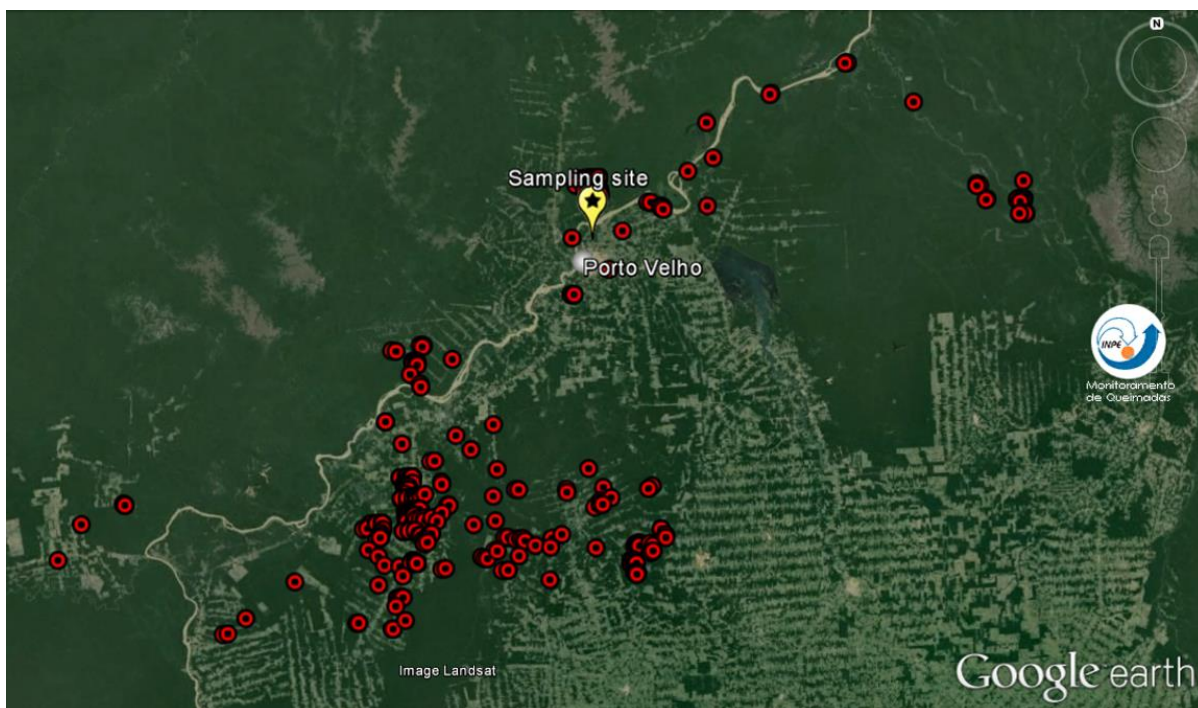 N
Sampling site
Porto Velho
INPE
Monitoramento
de Queimadas
Image Landsat
Google earth